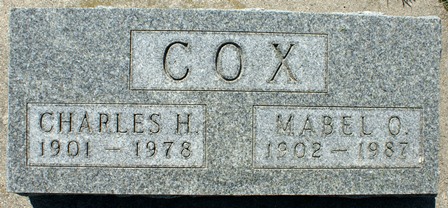 COX
CHARLES H.
1901 - 1978
MABEL O.
1902 - 1987